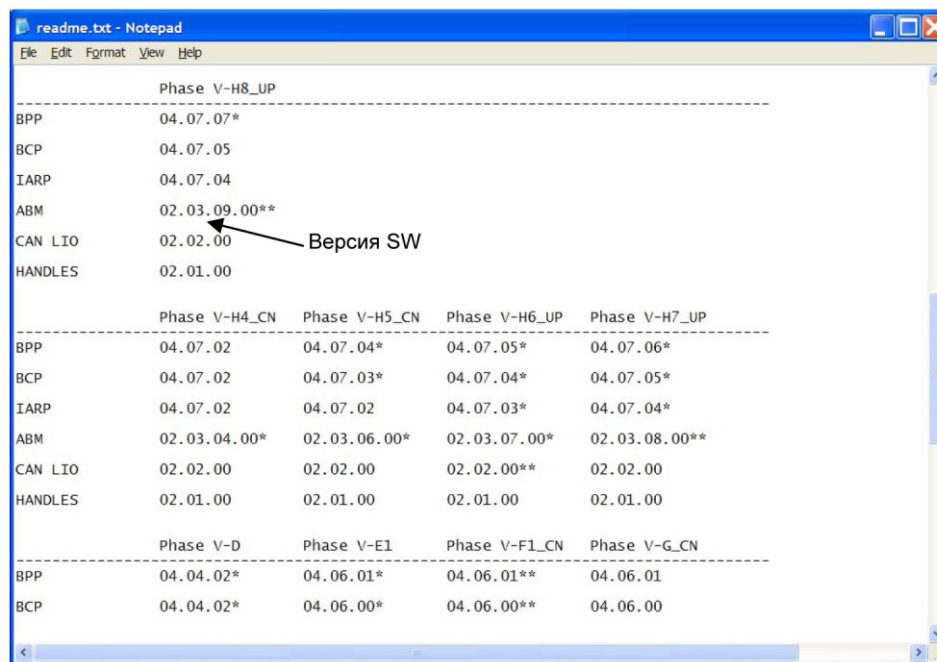 readme.txt - Notepad
File Edit Format View Help
Phase V-H8_UP
----------------------------------------------------------------------
BPP 04.07.07*
BCP 04.07.05
IARP 04.07.04
ABM 02.03.09.00**
CAN LIO 02.02.00
Версия SW
HANDLES 02.01.00
Phase V-H4_CN Phase V-H5_CN Phase V-H6_UP Phase V-H7_UP
----------------------------------------------------------------------
BPP 04.07.02 04.07.04* 04.07.05* 04.07.06*
BCP 04.07.02 04.07.03* 04.07.04* 04.07.05*
IARP 04.07.02 04.07.02 04.07.03* 04.07.04*
ABM 02.03.04.00* 02.03.06.00* 02.03.07.00* 02.03.08.00**
CAN LIO 02.02.00 02.02.00 02.02.00** 02.02.00
HANDLES 02.01.00 02.01.00 02.01.00 02.01.00
Phase V-D Phase V-E1 Phase V-F1_CN Phase V-G_CN
----------------------------------------------------------------------
BPP 04.04.02* 04.06.01* 04.06.01** 04.06.01
BCP 04.04.02* 04.06.00* 04.06.00** 04.06.00